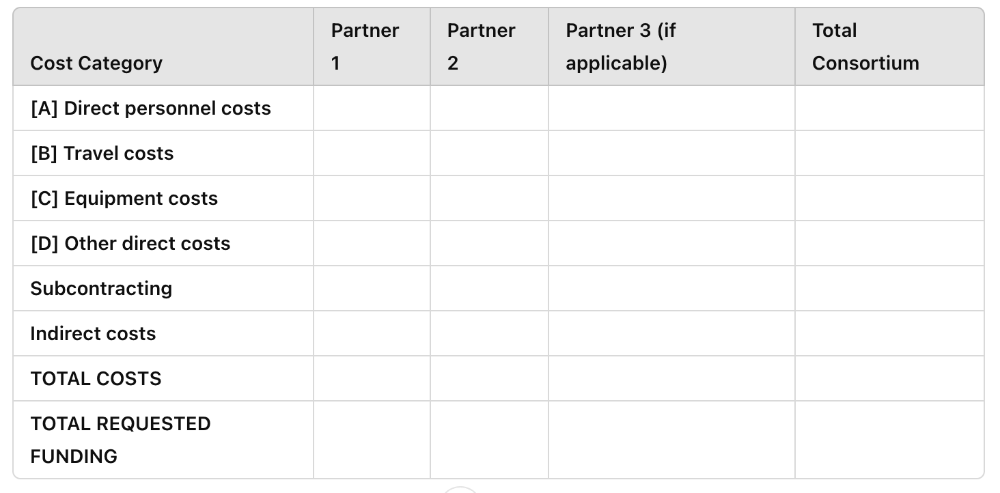 Cost Category
Partner 1
Partner 2
Partner 3 (if applicable)
Total Consortium
[A] Direct personnel costs
[B] Travel costs
[C] Equipment costs
[D] Other direct costs
Subcontracting
Indirect costs
TOTAL COSTS
TOTAL REQUESTED
FUNDING